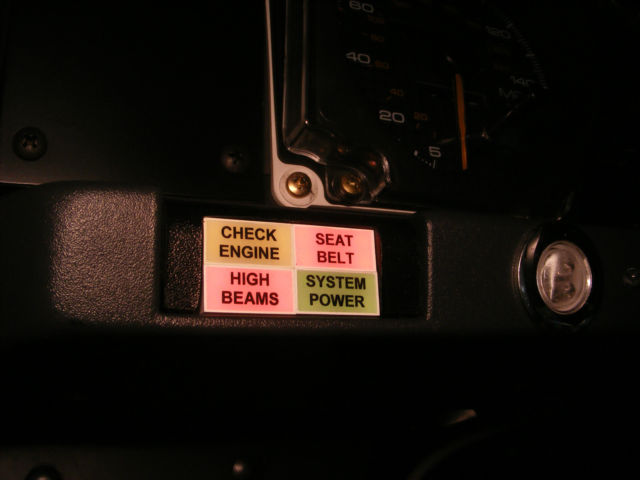 60
120
40
140
20
5
CHECK
ENGINE
SEAT
BELT
HIGH
BEAMS
SYSTEM
POWER